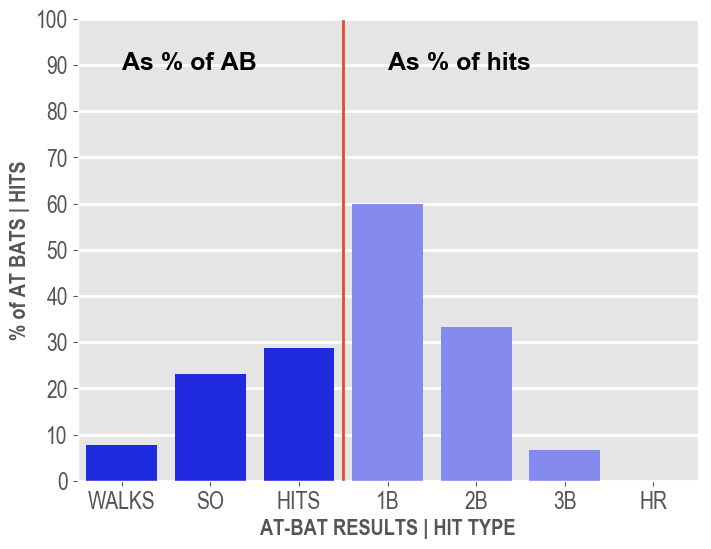 As % of AB
As % of hits
% of AT BATS | HITS
100
90
80
70
60
50
40
30
20
10
0
WALKS SO HITS 1B 2B 3B HR
AT-BAT RESULTS | HIT TYPE